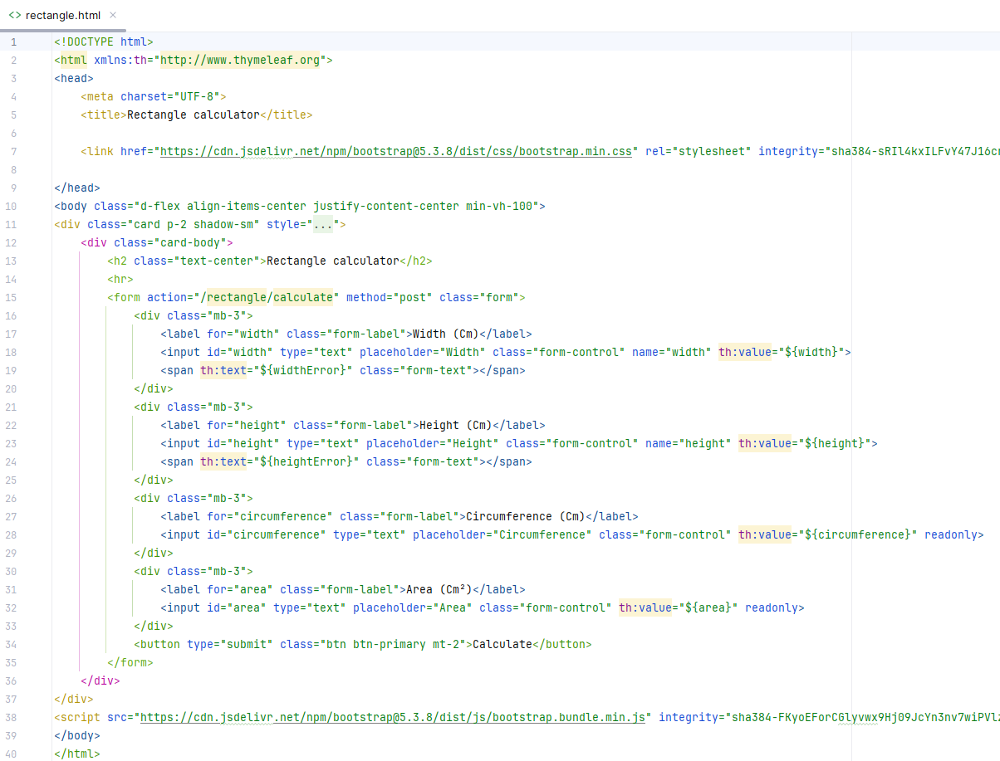 rectangle.html
1 <!DOCTYPE html>
2 <html xmlns:th="http://www.thymeleaf.org">
3 <head>
4 <meta charset="UTF-8">
5 <title>Rectangle calculator</title>
6
7 <link href="https://cdn.jsdelivr.net/npm/bootstrap@5.3.8/dist/css/bootstrap.min.css" rel="stylesheet" integrity="sha384-sRIl4kxILFvY47J16cr
8
9 </head>
10 <body class="d-flex align-items-center justify-content-center min-vh-100">
11 <div class="card p-2 shadow-sm" style="...">
12 <div class="card-body">
13 <h2 class="text-center">Rectangle calculator</h2>
14 <hr>
15 <form action="/rectangle/calculate" method="post" class="form">
16 <div class="mb-3">
17 <label for="width" class="form-label">Width (Cm)</label>
18 <input id="width" type="text" placeholder="Width" class="form-control" name="width" th:value="${width}">
19 <span th:text="${widthError}" class="form-text"></span>
20 </div>
21 <div class="mb-3">
22 <label for="height" class="form-label">Height (Cm)</label>
23 <input id="height" type="text" placeholder="Height" class="form-control" name="height" th:value="${height}">
24 <span th:text="${heightError}" class="form-text"></span>
25 </div>
26 <div class="mb-3">
27 <label for="circumference" class="form-label">Circumference (Cm)</label>
28 <input id="circumference" type="text" placeholder="Circumference" class="form-control" th:value="${circumference}" readonly>
29 </div>
30 <div class="mb-3">
31 <label for="area" class="form-label">Area (Cm²)</label>
32 <input id="area" type="text" placeholder="Area" class="form-control" th:value="${area}" readonly>
33 </div>
34 <button type="submit" class="btn btn-primary mt-2">Calculate</button>
35 </form>
36 </div>
37 </div>
38 <script src="https://cdn.jsdelivr.net/npm/bootstrap@5.3.8/dist/js/bootstrap.bundle.min.js" integrity="sha384-FKyoEForCGlyvwx9Hj09JcYn3nv7wiPVlz
39 </body>
40 </html>